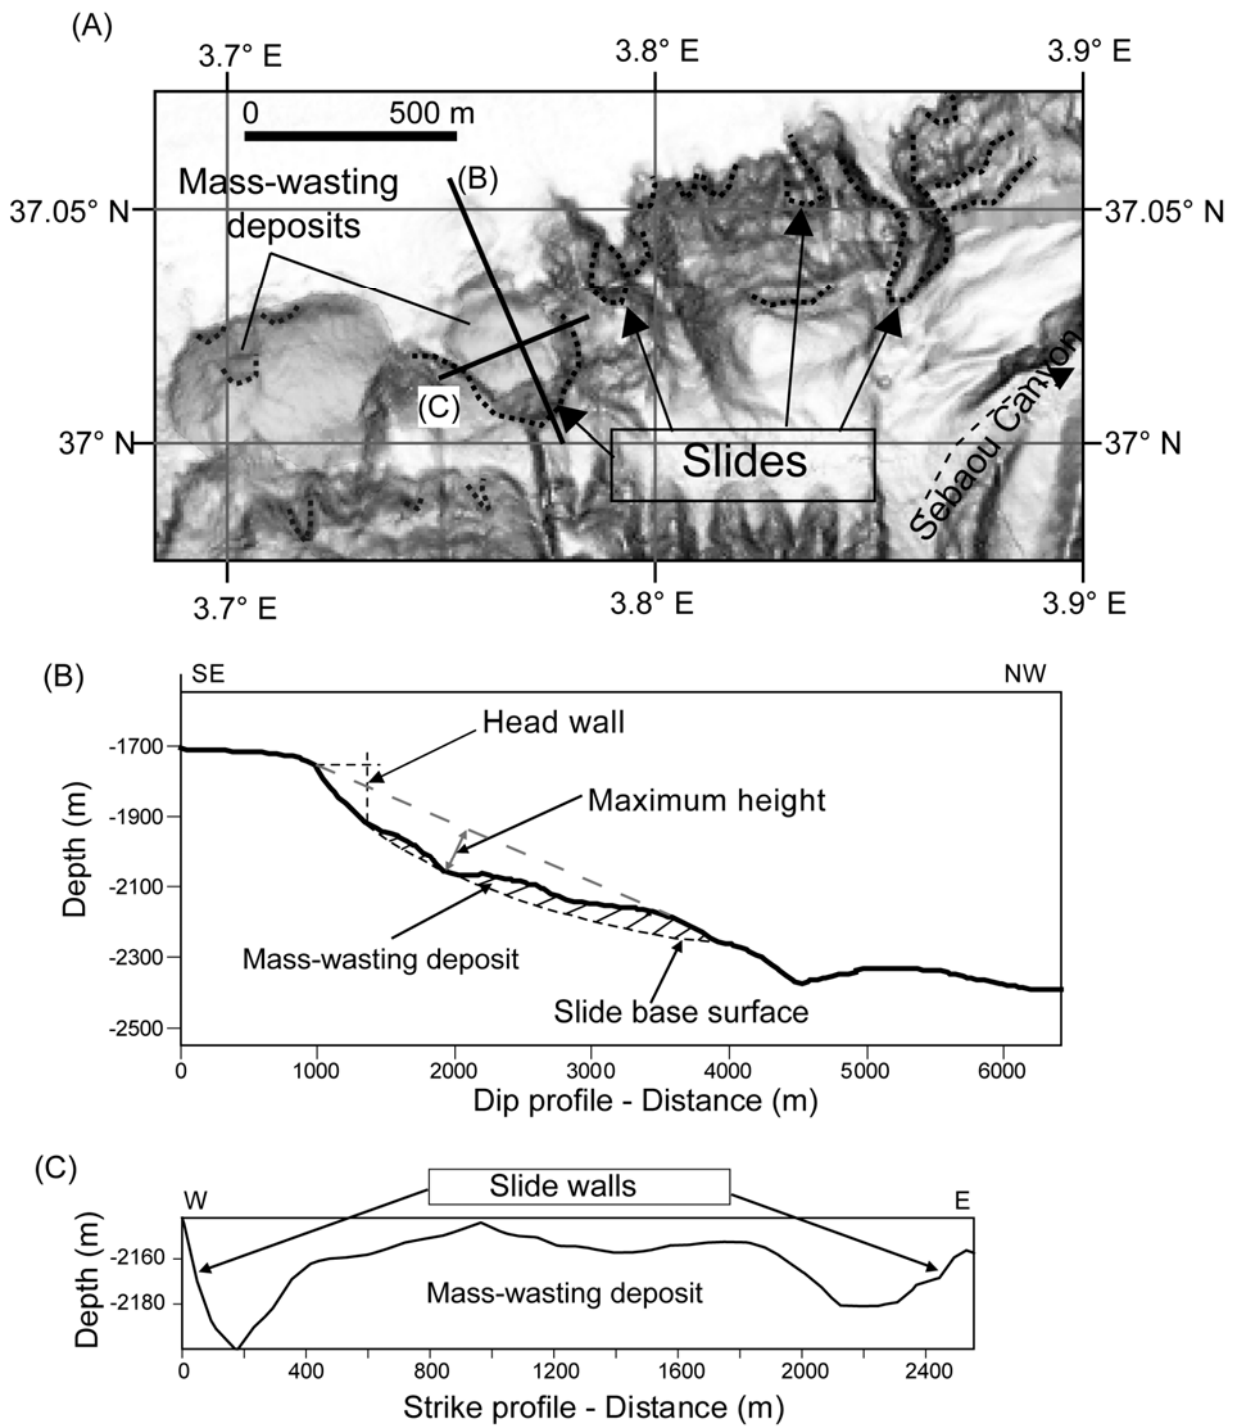 (A)
3.7° E
3.8° E
3.9° E
0 500 m
Mass-wasting
deposits
(B)
37.05° N
37.05° N
(C)
Slides
37° N
37° N
Sebaou Canyon
3.7° E
3.8° E
3.9° E
(B)
SE
NW
Head wall
Maximum height
Mass-wasting deposit
Slide base surface
Depth (m)
-1700
-1900
-2100
-2300
-2500
0 1000 2000 3000 4000 5000 6000
Dip profile - Distance (m)
(C)
Slide walls
W
E
Depth (m)
-2160
-2180
Mass-wasting deposit
0 400 800 1200 1600 2000 2400
Strike profile - Distance (m)